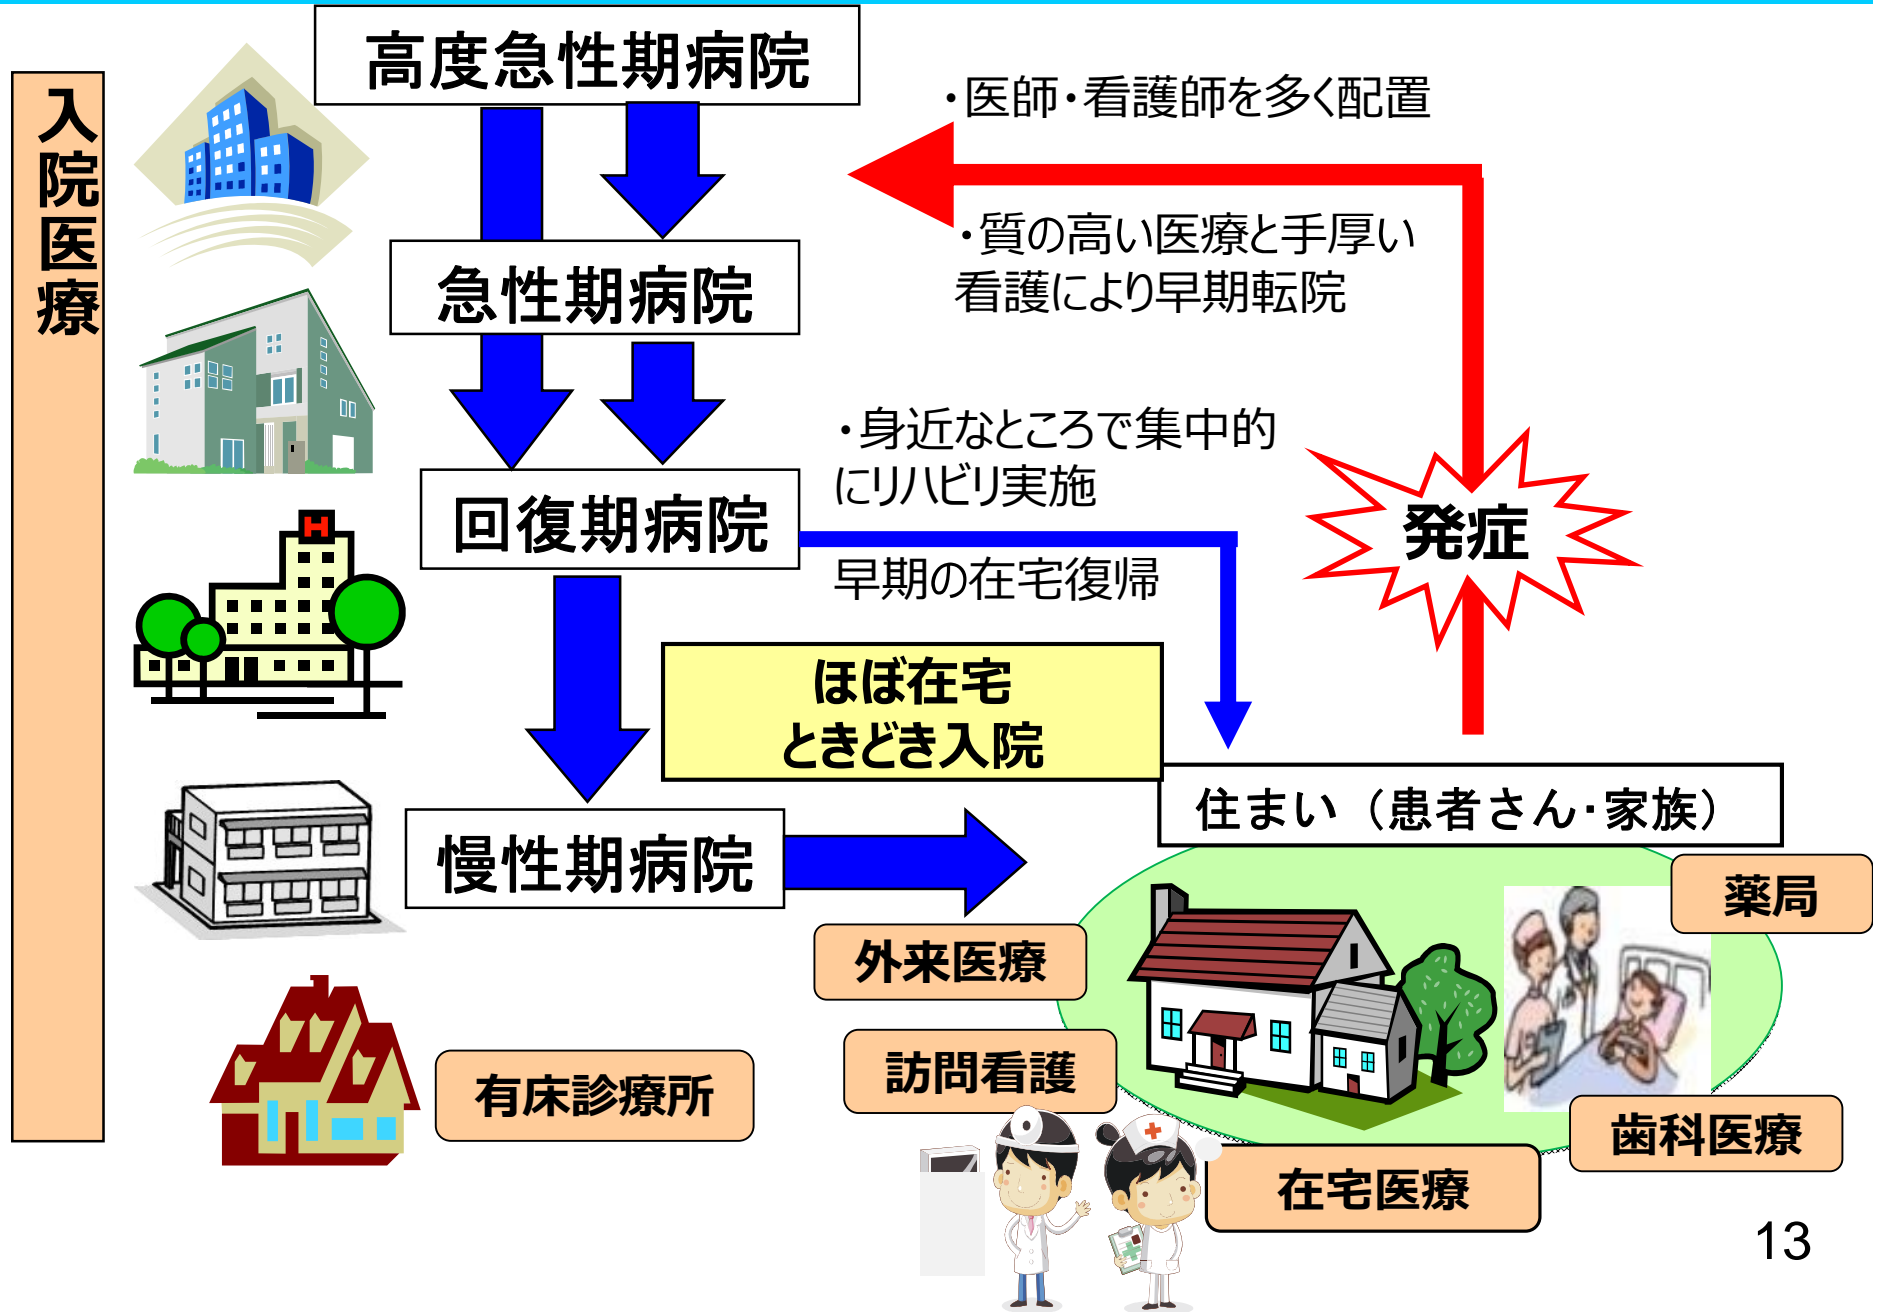 高度急性期病院
入院医療
・医師・看護師を多く配置
・質の高い医療と手厚い
看護により早期転院
急性期病院
・身近なところで集中的
にリハビリ実施
回復期病院
発症
早期の在宅復帰
H
ほぼ在宅
ときどき入院
住まい（患者さん・家族）
慢性期病院
薬局
外来医療
訪問看護
有床診療所
歯科医療
在宅医療
13